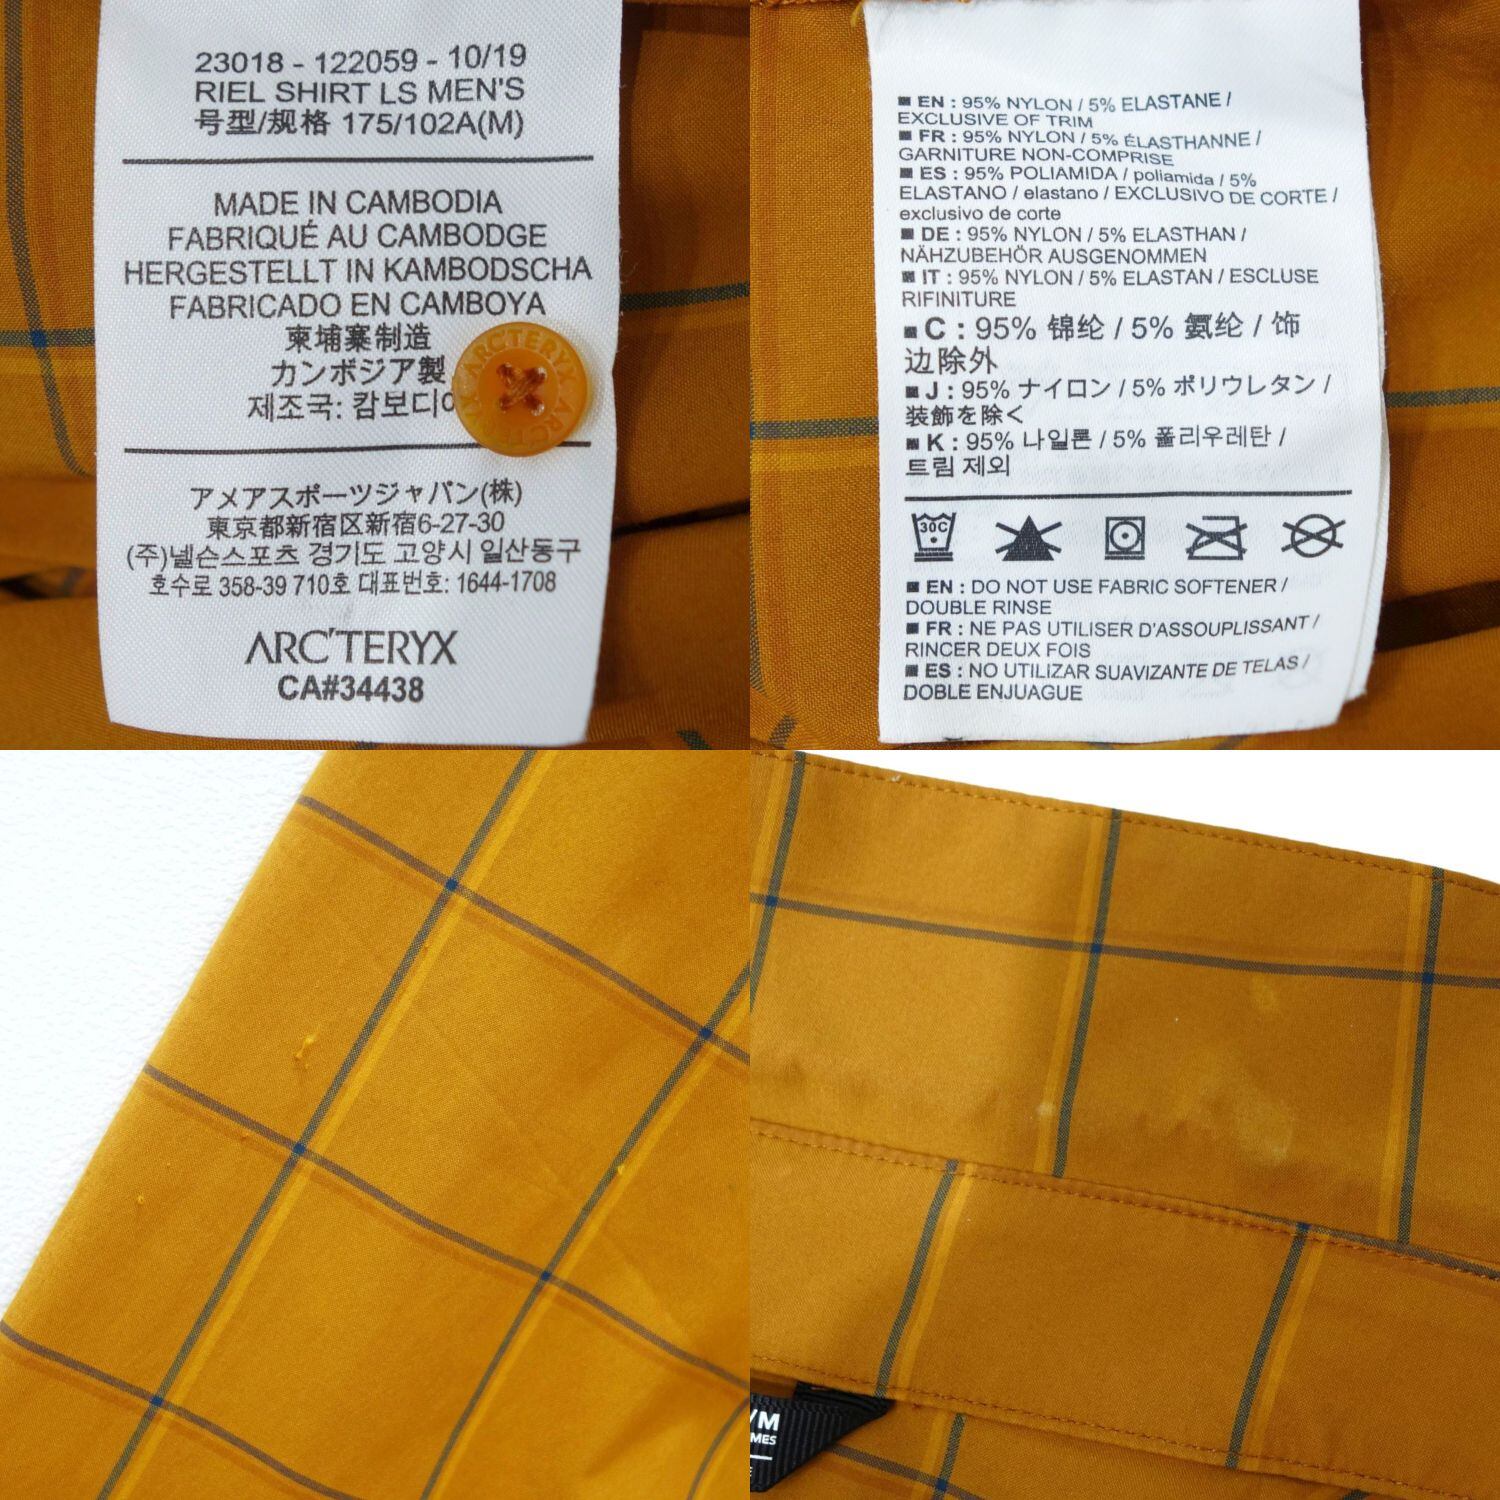 23018 - 122059 - 10/19
RIEL SHIRT LS MEN'S
号型/规格 175/102A(M)
MADE IN CAMBODIA
FABRIQUÉ AU CAMBODGE
HERGESTELLT IN KAMBODSCHA
FABRICADO EN CAMBOYA
柬埔寨制造
カンボジア製
제조국: 캄보디아
ARC'TERYX
アメアスポーツジャパン(株)
東京都新宿区新宿6-27-30
(주)넬슨스포츠 경기도 고양시 일산동구
호수로 358-39 710호 대표번호: 1644-1708
ARC'TERYX
CA#34438
■ EN : 95% NYLON / 5% ELASTANE /
EXCLUSIVE OF TRIM
■ FR : 95% NYLON / 5% ÉLASTHANNE /
GARNITURE NON-COMPRISE
■ ES : 95% POLIAMIDA / poliamida / 5%
ELASTANO / elastano / EXCLUSIVO DE CORTE /
exclusivo de corte
■ DE : 95% NYLON / 5% ELASTHAN /
NÄHZUBEHÖR AUSGENOMMEN
■ IT : 95% NYLON / 5% ELASTAN / ESCLUSE
RIFINITURE
■ C : 95% 锦纶 / 5% 氨纶 / 饰
边除外
■ J : 95% ナイロン / 5% ポリウレタン /
装飾を除く
■ K : 95% 나일론 / 5% 폴리우레탄 /
트림 제외
30C
■ EN : DO NOT USE FABRIC SOFTENER /
DOUBLE RINSE
■ FR : NE PAS UTILISER D'ASSOUPLISSANT /
RINCER DEUX FOIS
■ ES : NO UTILIZAR SUAVIZANTE DE TELAS /
DOBLE ENJUAGUE
/M
MES